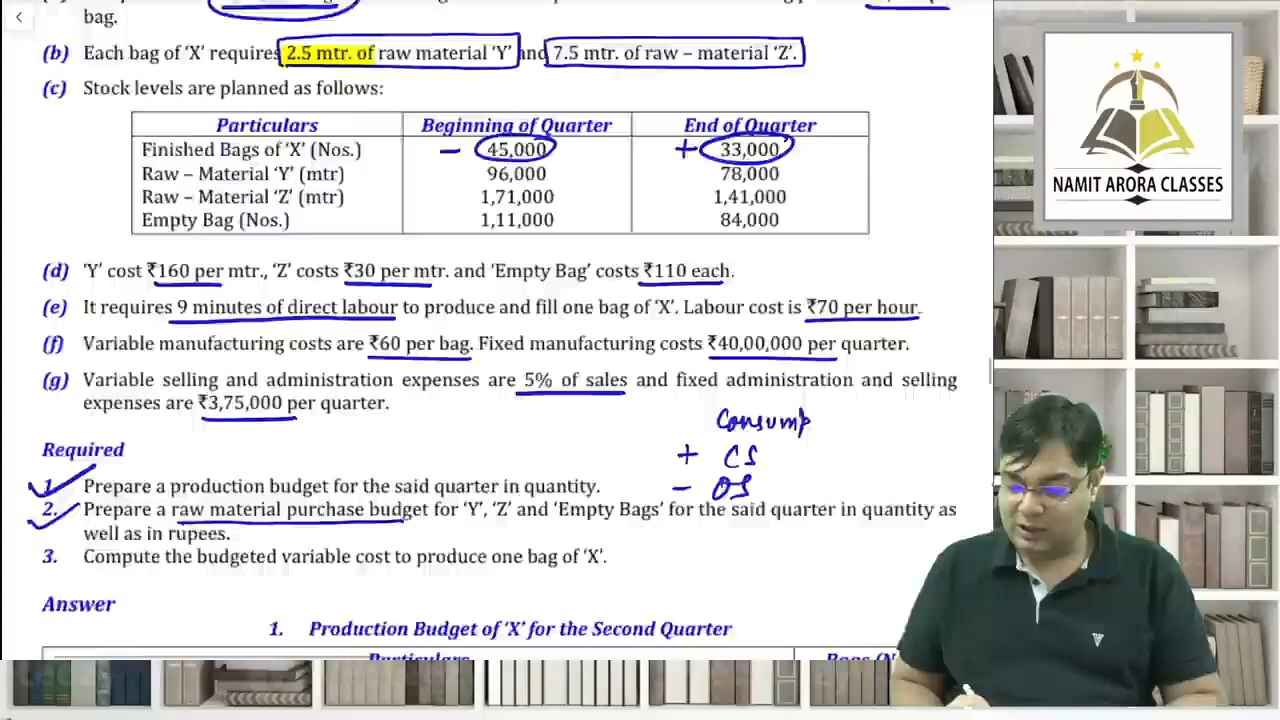 bag.
(b) Each bag of 'X' requires 2.5 mtr. of raw material 'Y' and 7.5 mtr. of raw – material 'Z'.
(c) Stock levels are planned as follows:
Particulars Beginning of Quarter End of Quarter
Finished Bags of 'X' (Nos.) – 45,000 + 33,000
Raw – Material 'Y' (mtr) 96,000 78,000
Raw – Material 'Z' (mtr) 1,71,000 1,41,000
Empty Bag (Nos.) 1,11,000 84,000
(d) 'Y' cost ₹160 per mtr., 'Z' costs ₹30 per mtr. and 'Empty Bag' costs ₹110 each.
(e) It requires 9 minutes of direct labour to produce and fill one bag of 'X'. Labour cost is ₹70 per hour.
(f) Variable manufacturing costs are ₹60 per bag. Fixed manufacturing costs ₹40,00,000 per quarter.
(g) Variable selling and administration expenses are 5% of sales and fixed administration and selling
expenses are ₹3,75,000 per quarter.
Consump
+ CS
– OS
Required
1. Prepare a production budget for the said quarter in quantity.
2. Prepare a raw material purchase budget for 'Y', 'Z' and 'Empty Bags' for the said quarter in quantity as
well as in rupees.
3. Compute the budgeted variable cost to produce one bag of 'X'.
Answer
1. Production Budget of 'X' for the Second Quarter
Particulars Bags
NAMIT ARORA CLASSES